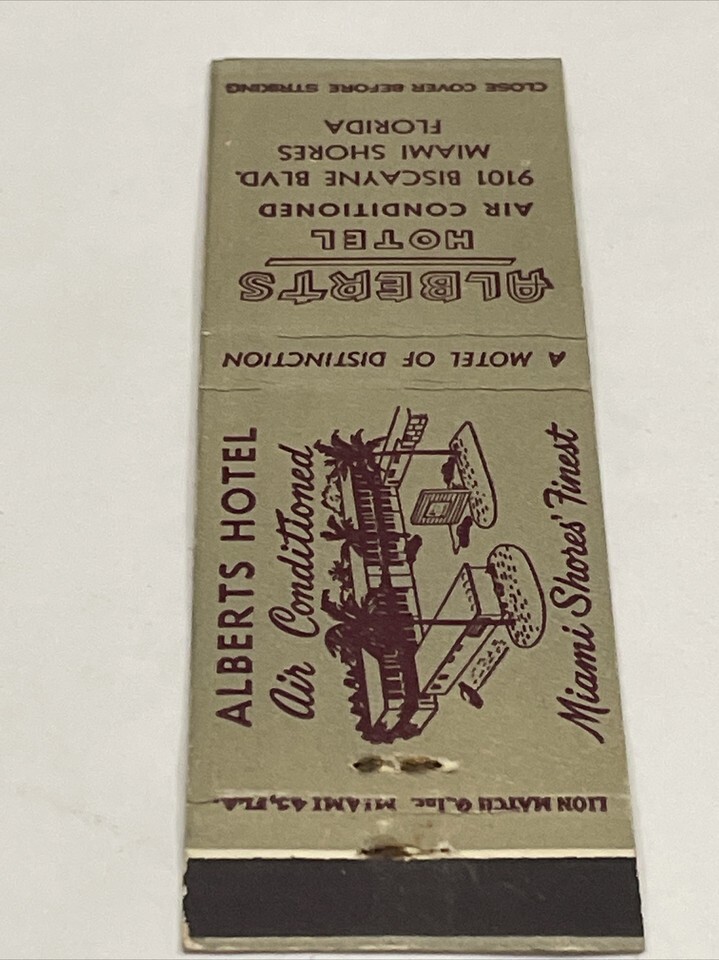 CLOSE COVER BEFORE STRIKING
ALBERTS
HOTEL
AIR CONDITIONED
9101 BISCAYNE BLVD.
MIAMI SHORES
FLORIDA
A MOTEL OF DISTINCTION
ALBERTS HOTEL
Air Conditioned
Miami Shores' Finest
LION MATCH Co., Inc. MIAMI 42, FLA.